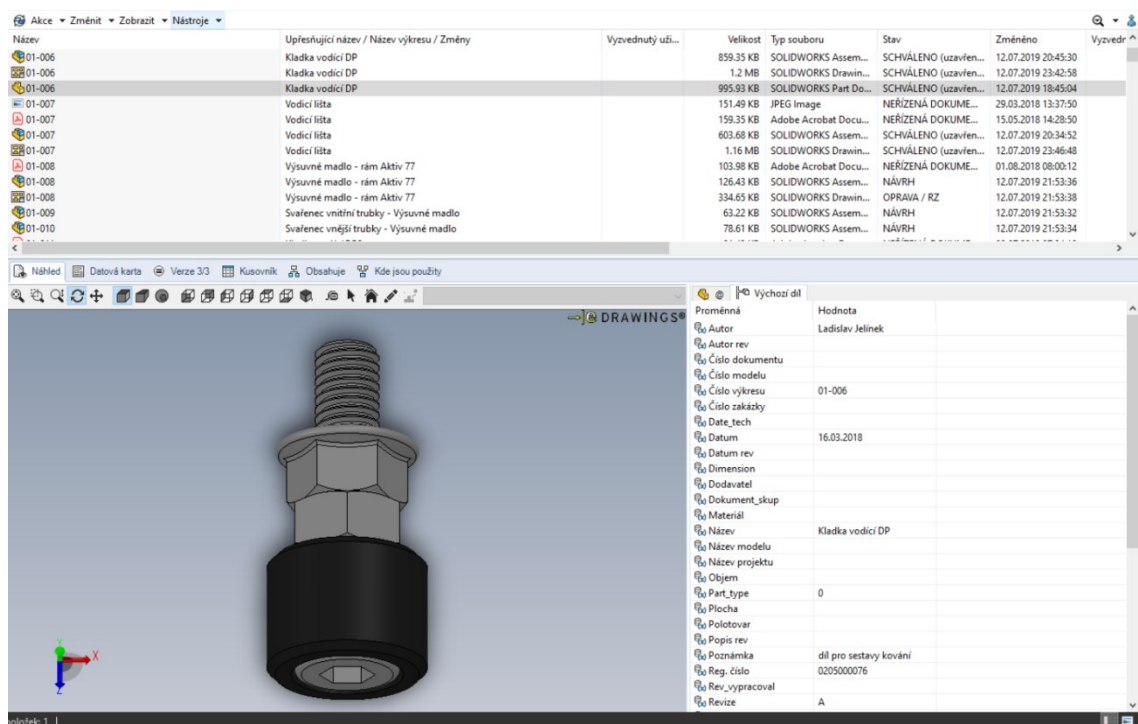 Akce Změnit Zobrazit Nástroje
Název Upřesňující název / Název výkresu / Změny Vyzvednutý uži... Velikost Typ souboru Stav Změněno Vyzvedr
01-006 Kladka vodící DP 859.35 KB SOLIDWORKS Assem... SCHVÁLENO (uzavřen... 12.07.2019 20:45:30
01-006 Kladka vodící DP 1.2 MB SOLIDWORKS Drawin... SCHVÁLENO (uzavřen... 12.07.2019 23:42:58
01-006 Kladka vodící DP 995.93 KB SOLIDWORKS Part Do... SCHVÁLENO (uzavřen... 12.07.2019 18:45:04
01-007 Vodicí lišta 151.49 KB JPEG Image NEŘÍZENÁ DOKUME... 29.03.2018 13:37:50
01-007 Vodicí lišta 159.35 KB Adobe Acrobat Docu... NEŘÍZENÁ DOKUME... 15.05.2018 14:28:50
01-007 Vodicí lišta 603.68 KB SOLIDWORKS Assem... SCHVÁLENO (uzavřen... 12.07.2019 20:34:52
01-007 Vodicí lišta 1.16 MB SOLIDWORKS Drawin... SCHVÁLENO (uzavřen... 12.07.2019 23:46:48
01-008 Výsuvné madlo - rám Aktiv 77 103.98 KB Adobe Acrobat Docu... NEŘÍZENÁ DOKUME... 01.08.2018 08:00:12
01-008 Výsuvné madlo - rám Aktiv 77 126.43 KB SOLIDWORKS Assem... NÁVRH 12.07.2019 21:53:36
01-008 Výsuvné madlo - rám Aktiv 77 334.65 KB SOLIDWORKS Drawin... OPRAVA / RZ 12.07.2019 21:53:38
01-009 Svařenec vnitřní trubky - Výsuvné madlo 63.22 KB SOLIDWORKS Assem... NÁVRH 12.07.2019 21:53:32
01-010 Svařenec vnější trubky - Výsuvné madlo 78.61 KB SOLIDWORKS Assem... NÁVRH 12.07.2019 21:53:34
Náhled Datová karta Verze 3/3 Kusovník Obsahuje Kde jsou použity
Výchozí díl
eDRAWINGS®
Proměnná Hodnota
Autor Ladislav Jelínek
Autor rev
Číslo dokumentu
Číslo modelu
Číslo výkresu 01-006
Číslo zakázky
Date_tech
Datum 16.03.2018
Datum rev
Dimension
Dodavatel
Dokument_skup
Materiál
Název Kladka vodící DP
Název modelu
Název projektu
Objem
Part_type 0
Plocha
Polotovar
Popis rev
Poznámka díl pro sestavy kování
Reg. číslo 0205000076
Rev_vypracoval
Revize A
Y
X
Z
položek: 1